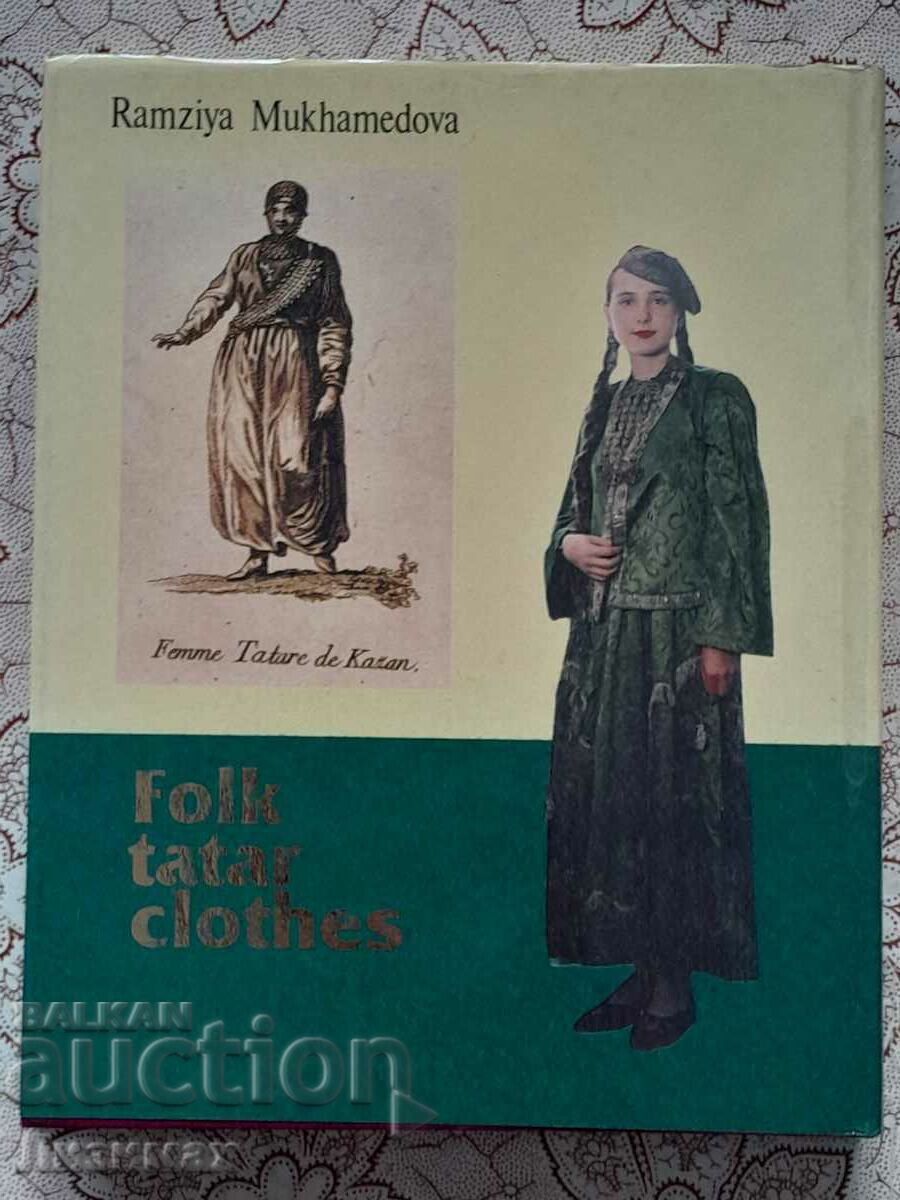 Ramziya Mukhamedova
Femme Tatare de Kazan.
Folk
tatar
clothes
BALKAN
auction